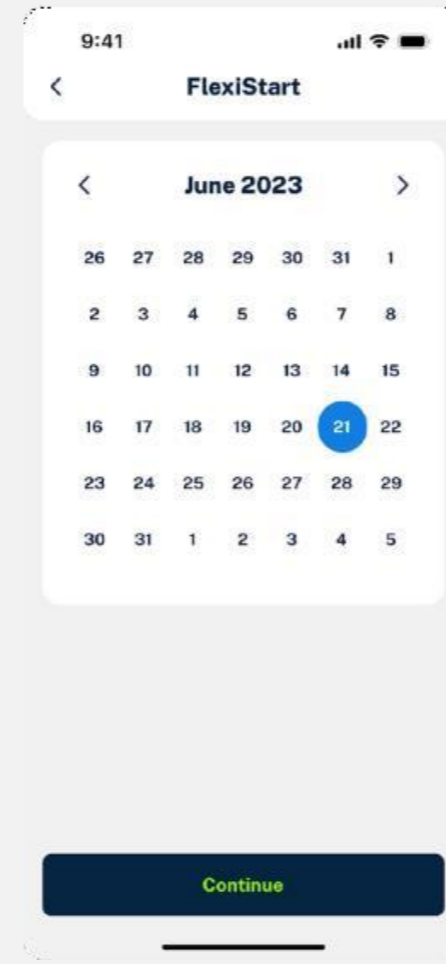 9:41
FlexiStart
June 2023
26 27 28 29 30 31 1
2 3 4 5 6 7 8
9 10 11 12 13 14 15
16 17 18 19 20 21 22
23 24 25 26 27 28 29
30 31 1 2 3 4 5
Continue